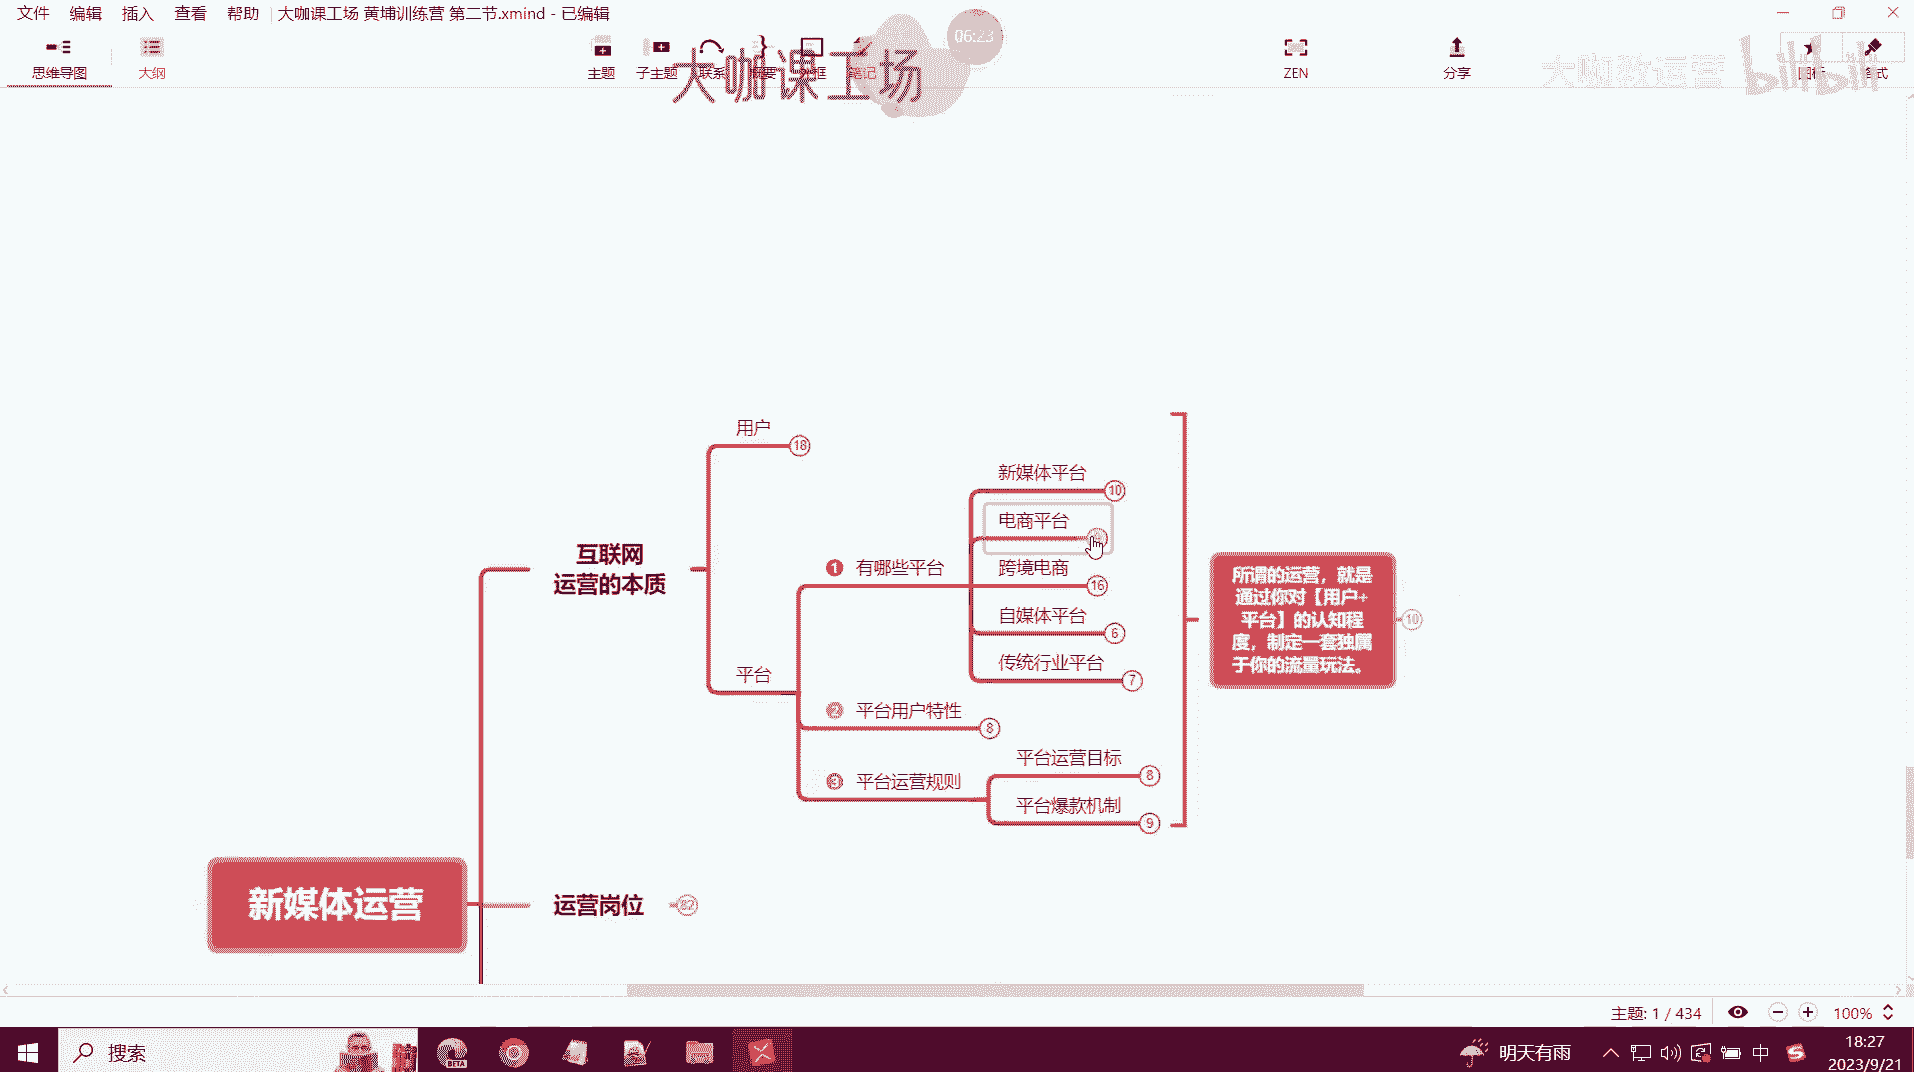 文件 编辑 插入 查看 帮助 大咖课工场 黄埔训练营 第二节.xmind - 已编辑
06:23
思维导图 大纲 主题 子主题 联系 概要 笔记 ZEN 分享
大咖课工场
大咖教运营 bilibili
用户
18
新媒体平台
10
电商平台
互联网
运营的本质
1 有哪些平台
跨境电商
16
自媒体平台
6
传统行业平台
7
平台
2 平台用户特性
8
3 平台运营规则
平台运营目标
8
平台爆款机制
9
所谓的运营，就是
通过你对【用户+
平台】的认知程
度，制定一套独属
于你的流量玩法。
10
新媒体运营
运营岗位
82
主题: 1 / 434
100%
搜索
BETA
明天有雨
中
18:27
2023/9/21